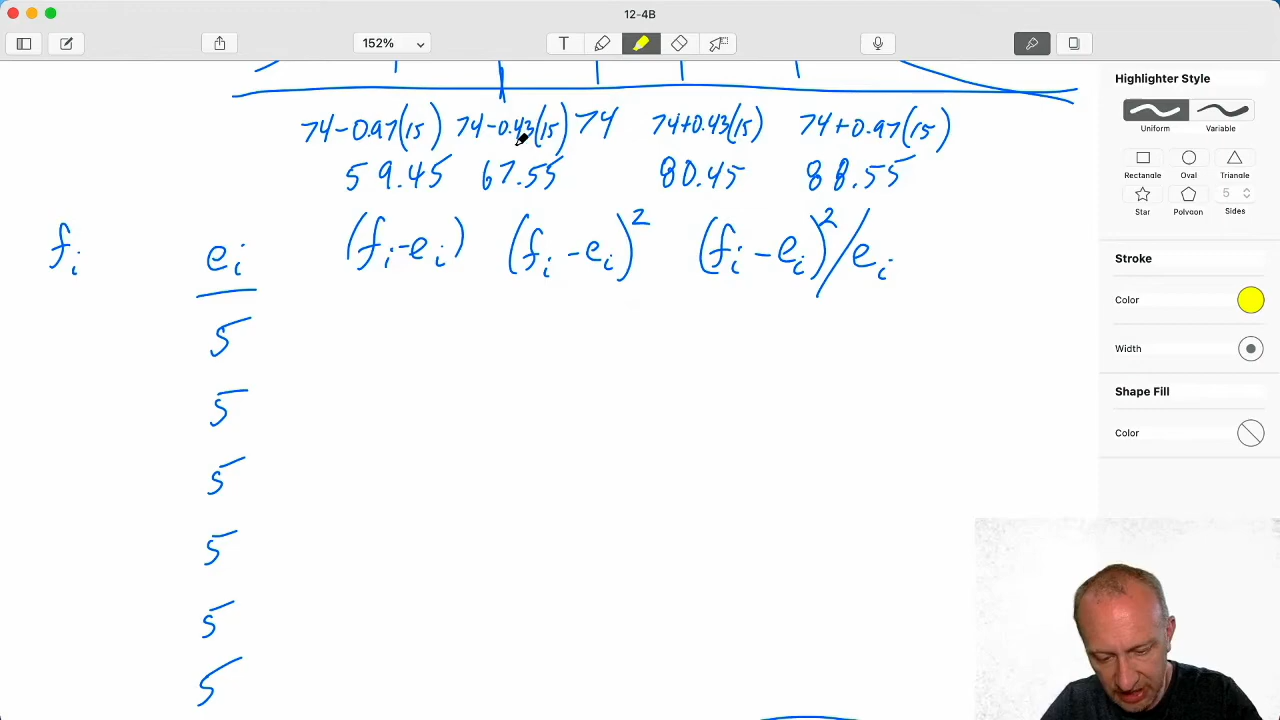 12-4B
152%
T
Highlighter Style
Uniform Variable
Rectangle Oval Triangle
5
Star Polygon Sides
Stroke
Color
Width
Shape Fill
Color
74-0.97(15) 74-0.43(15) 74 74+0.43(15) 74+0.97(15)
59.45 67.55 80.45 88.55
fi ei (fi-ei) (fi-ei)² (fi-ei)²/ei
5
5
5
5
5
5